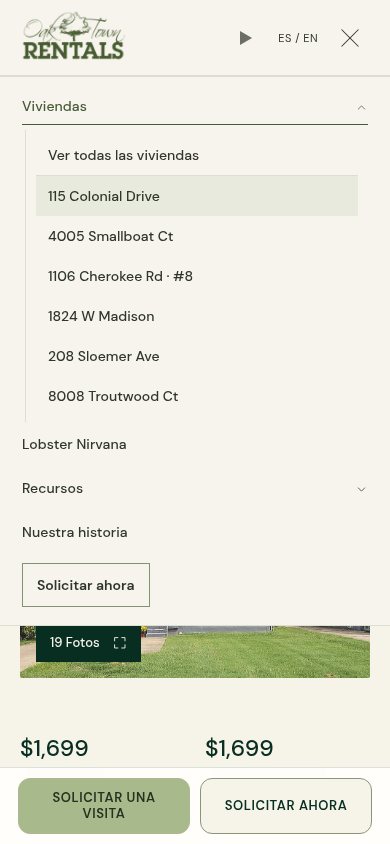 Oak Town
RENTALS
ES / EN
Viviendas
Ver todas las viviendas
115 Colonial Drive
4005 Smallboat Ct
1106 Cherokee Rd · #8
1824 W Madison
208 Sloemer Ave
8008 Troutwood Ct
Lobster Nirvana
Recursos
Nuestra historia
Solicitar ahora
19 Fotos
$1,699 $1,699
SOLICITAR UNA
VISITA
SOLICITAR AHORA